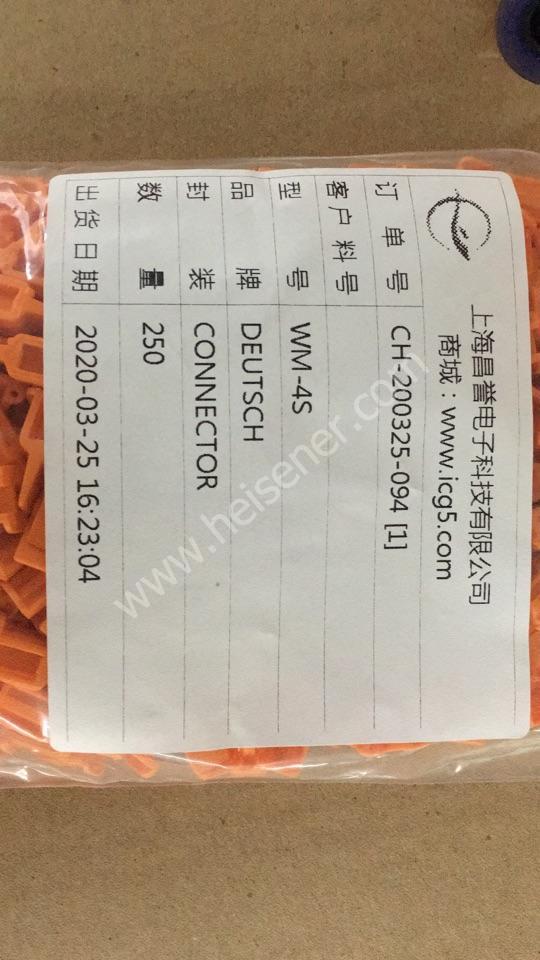 上海昌誉电子科技有限公司
商城：www.icg5.com
订单号 CH-200325-094 [1]
客户料号
型号 WM-4S
品牌 DEUTSCH
封装 CONNECTOR
数量 250
出货日期 2020-03-25 16:23:04
www.heisener.com